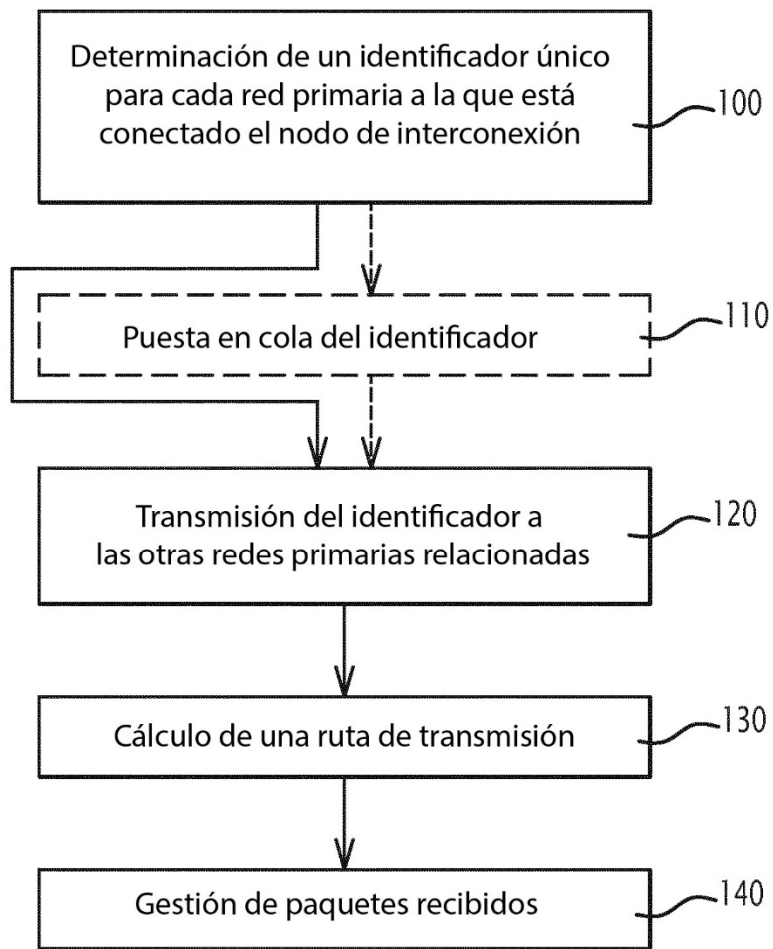 Determinación de un identificador único
para cada red primaria a la que está
conectado el nodo de interconexión
100
Puesta en cola del identificador
110
Transmisión del identificador a
las otras redes primarias relacionadas
120
Cálculo de una ruta de transmisión
130
Gestión de paquetes recibidos
140